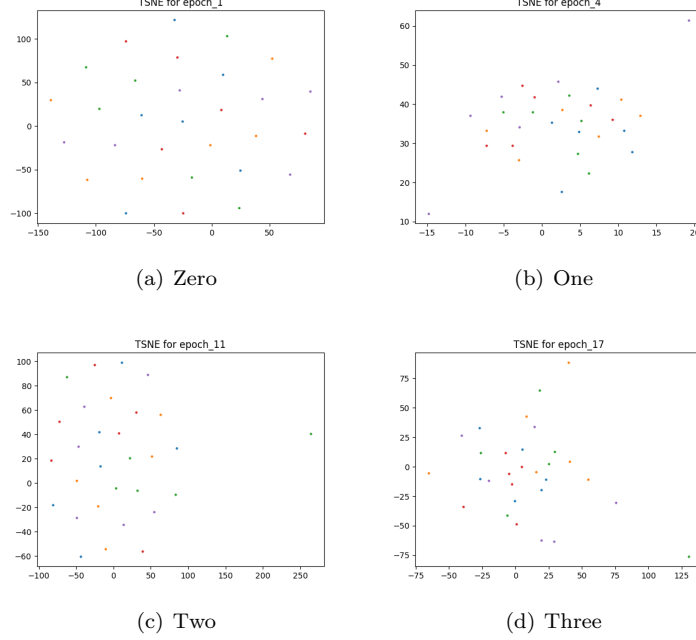 TSNE for epoch_1
100
50
0
−50
−100
−150 −100 −50 0 50
(a) Zero
TSNE for epoch_4
60
50
40
30
20
10
−15 −10 −5 0 5 10 15
(b) One
TSNE for epoch_11
100
80
60
40
20
0
−20
−40
−60
−100 −50 0 50 100 150 200 250
(c) Two
TSNE for epoch_17
75
50
25
0
−25
−50
−75
−75 −50 −25 0 25 50 75 100 125
(d) Three